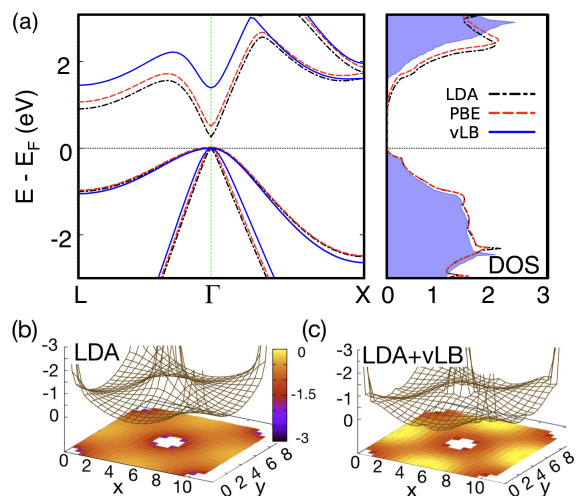 (a)
E - E_F (eV)
2
0
-2
L Γ X
LDA
PBE
vLB
DOS
0 1 2 3
(b)
LDA
-3
-2
-1
0
0
-1.5
-3
0 2 4 6 8 10
x
0 2 4 6 8
y
(c)
LDA+vLB
-3
-2
-1
0
0 2 4 6 8 10
x
0 2 4 6 8
y